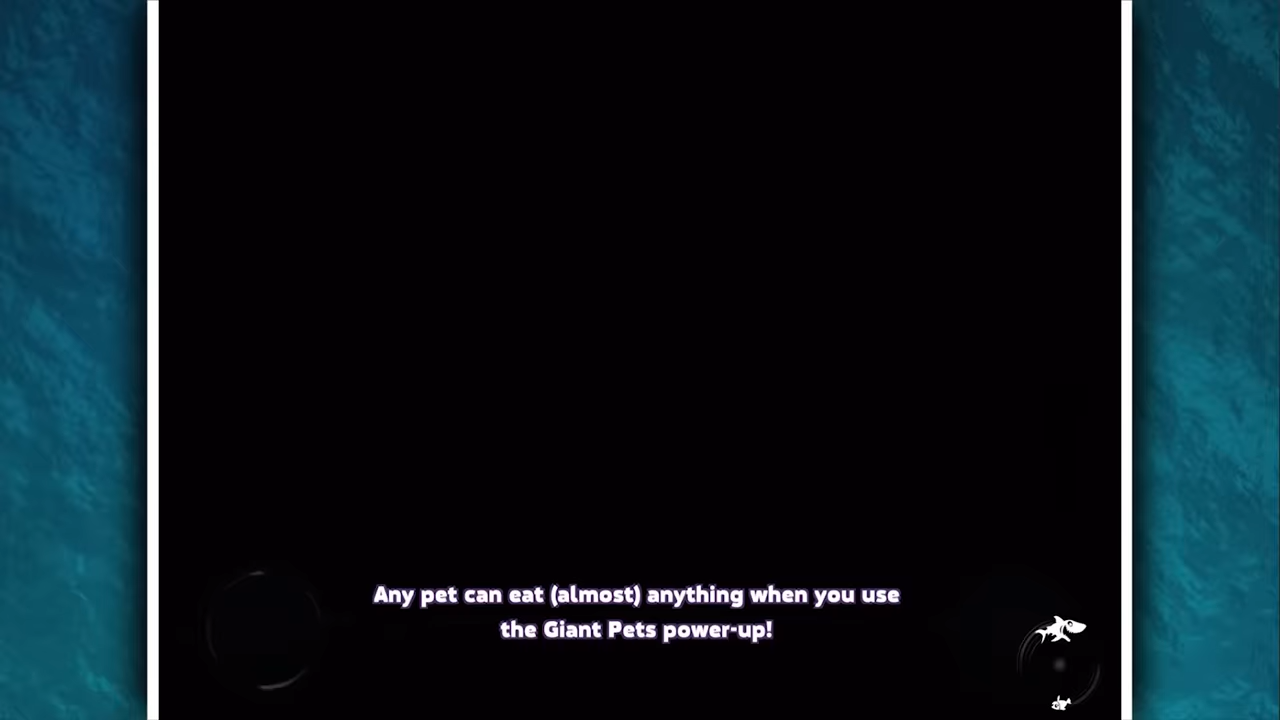 Any pet can eat (almost) anything when you use
the Giant Pets power-up!